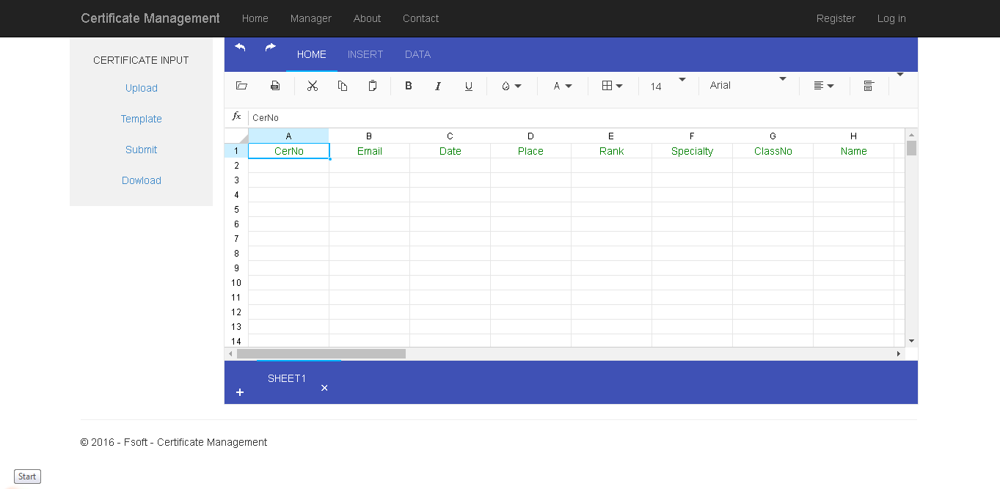 Certificate Management Home Manager About Contact Register Log in
CERTIFICATE INPUT
Upload
Template
Submit
Dowload
HOME INSERT DATA
B I U A 14 Arial
fx CerNo
A B C D E F G H
1 CerNo Email Date Place Rank Specialty ClassNo Name
2
3
4
5
6
7
8
9
10
11
12
13
14
SHEET1
© 2016 - Fsoft - Certificate Management
Start